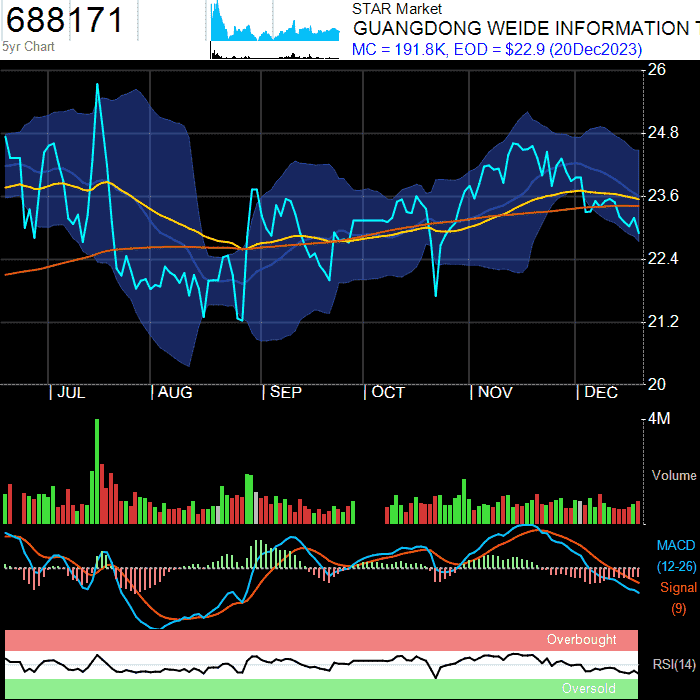 688171
5yr Chart
STAR Market
GUANGDONG WEIDE INFORMATION T
MC = 191.8K, EOD = $22.9 (20Dec2023)
26
24.8
23.6
22.4
21.2
20
JUL
AUG
SEP
OCT
NOV
DEC
4M
Volume
MACD
(12-26)
Signal
(9)
Overbought
RSI(14)
Oversold